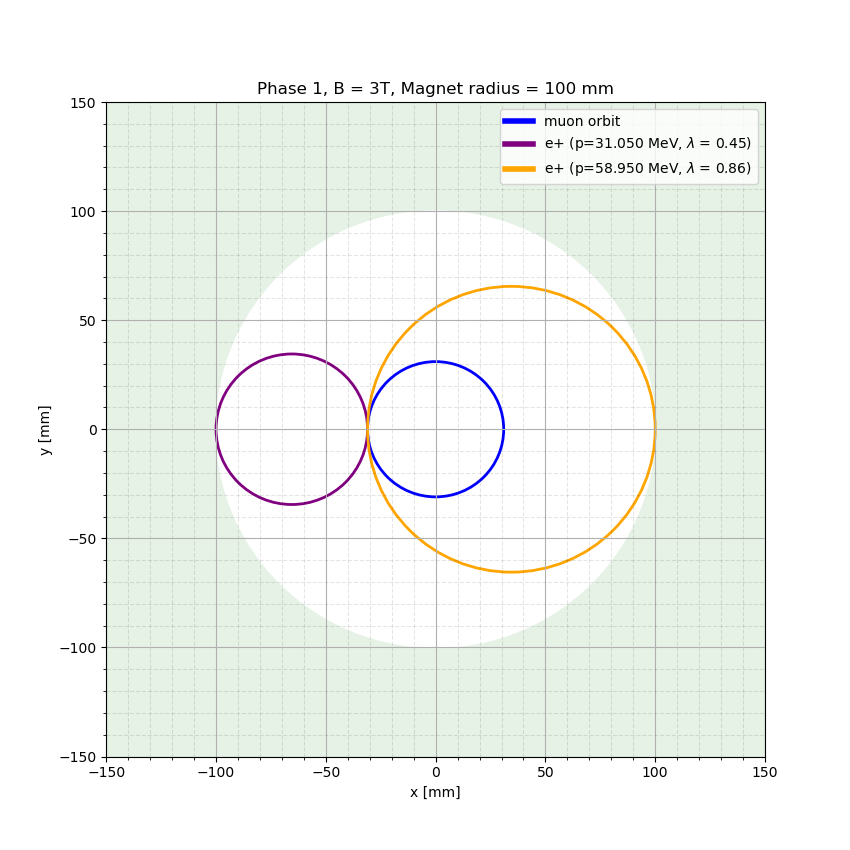 Phase 1, B = 3T, Magnet radius = 100 mm
muon orbit
e+ (p=31.050 MeV, λ = 0.45)
e+ (p=58.950 MeV, λ = 0.86)
150
100
50
0
−50
−100
−150
y [mm]
−150 −100 −50 0 50 100 150
x [mm]